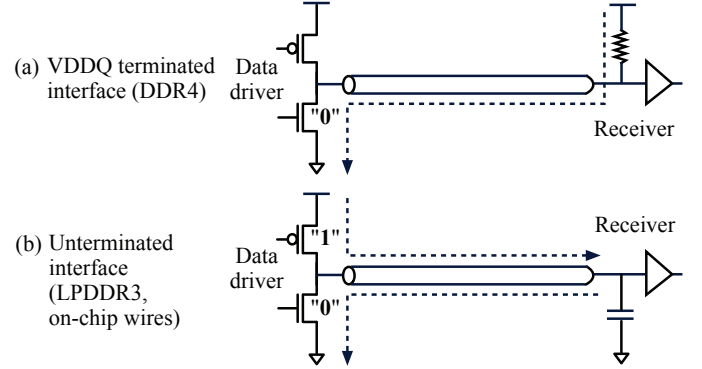 (a) VDDQ terminated
interface (DDR4)
Data
driver
"0"
Receiver
(b) Unterminated
interface
(LPDDR3,
on-chip wires)
Data
driver
"1"
"0"
Receiver